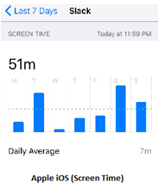 < Last 7 Days Slack
SCREEN TIME Today at 11:59 PM
51m
M T W T F S S
Daily Average 7m
Apple iOS (Screen Time)